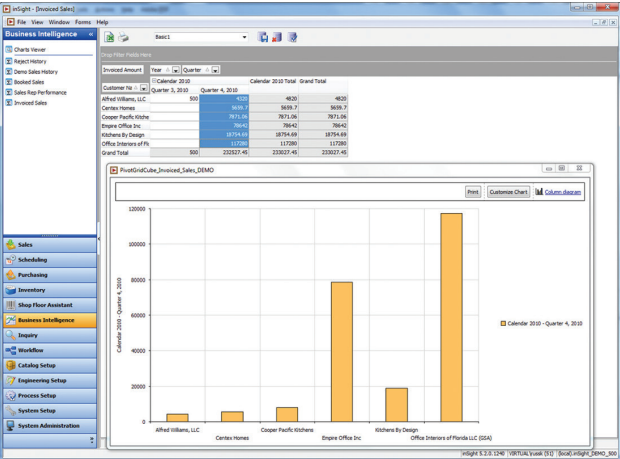 inSight - [Invoiced Sales]
File View Window Forms Help
Business Intelligence «
Basic1
Charts Viewer
Reject History
Demo Sales History
Booked Sales
Sales Rep Performance
Invoiced Sales
Drop Filter Fields Here
Invoiced Amount Year Quarter
Calendar 2010 Calendar 2010 Total Grand Total
Customer Na Quarter 3, 2010 Quarter 4, 2010
Alfred Williams, LLC 500 4320 4820 4820
Centex Homes 5659.7 5659.7 5659.7
Cooper Pacific Kitche 7871.06 7871.06 7871.06
Empire Office Inc 78642 78642 78642
Kitchens By Design 18754.69 18754.69 18754.69
Office Interiors of Flo 117280 117280 117280
Grand Total 500 232527.45 233027.45 233027.45
PivotGridCube_Invoiced_Sales_DEMO
Print Customize Chart Column diagram
120000
100000
80000
60000
40000
20000
0
Calendar 2010 - Quarter 4, 2010
Calendar 2010 - Quarter 4, 2010
Alfred Williams, LLC
Centex Homes
Cooper Pacific Kitchens
Empire Office Inc
Kitchens By Design
Office Interiors of Florida LLC (GSA)
Sales
Scheduling
Purchasing
Inventory
Shop Floor Assistant
Business Intelligence
Inquiry
Workflow
Catalog Setup
Engineering Setup
Process Setup
System Setup
System Administration
inSight 5.2.0.1240 VIRTUAL\russk (51) (local).inSight_DEMO_500